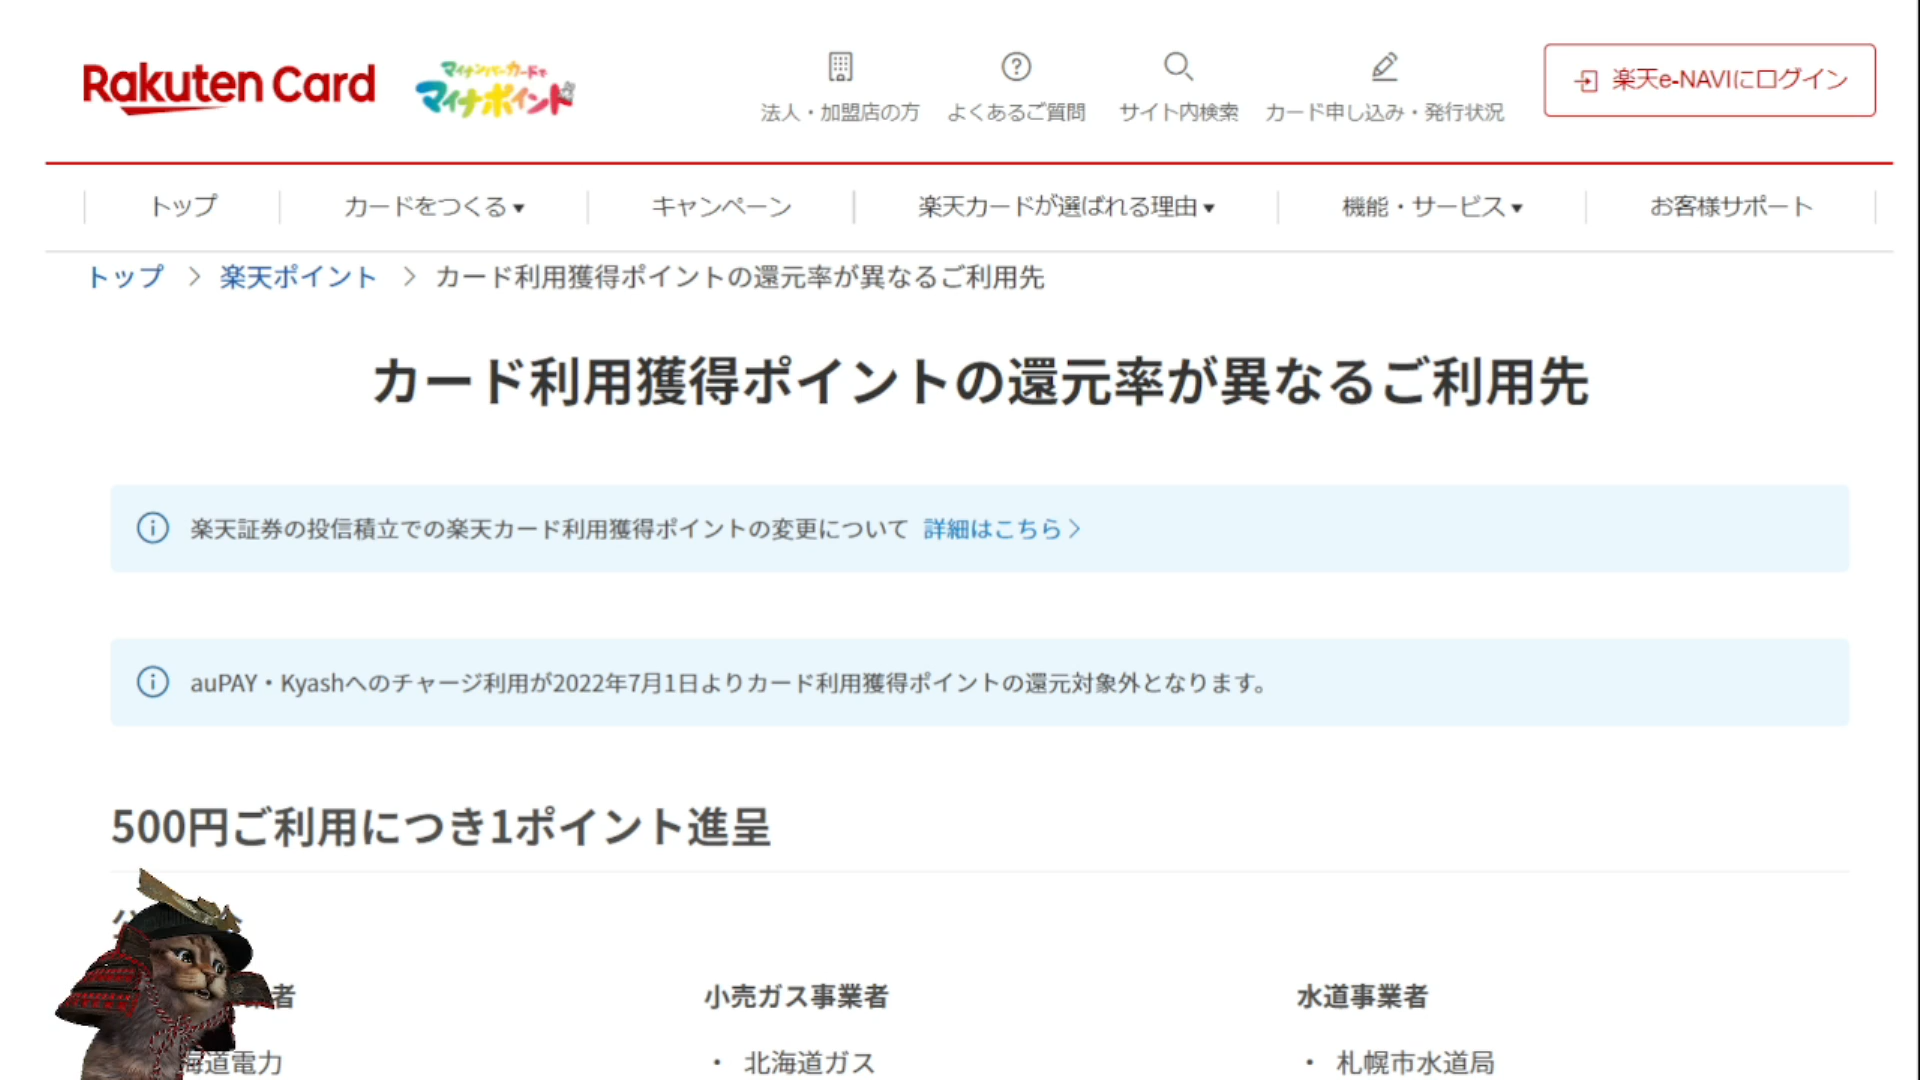 Rakuten Card
マイナンバーカードで
マイナポイント
法人・加盟店の方
よくあるご質問
サイト内検索
カード申し込み・発行状況
楽天e-NAVIにログイン
トップ
カードをつくる▼
キャンペーン
楽天カードが選ばれる理由▼
機能・サービス▼
お客様サポート
トップ > 楽天ポイント > カード利用獲得ポイントの還元率が異なるご利用先
カード利用獲得ポイントの還元率が異なるご利用先
楽天証券の投信積立での楽天カード利用獲得ポイントの変更について 詳細はこちら >
auPAY・Kyashへのチャージ利用が2022年7月1日よりカード利用獲得ポイントの還元対象外となります。
500円ご利用につき1ポイント進呈
者
小売ガス事業者
水道事業者
海道電力
・ 北海道ガス
・ 札幌市水道局